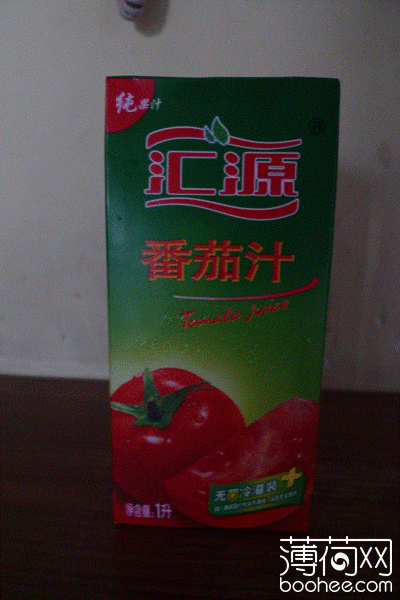 纯果汁
汇源
®
番茄汁
Tomato Juice
无菌冷灌装
净含量:1升
薄荷网
boohee.com